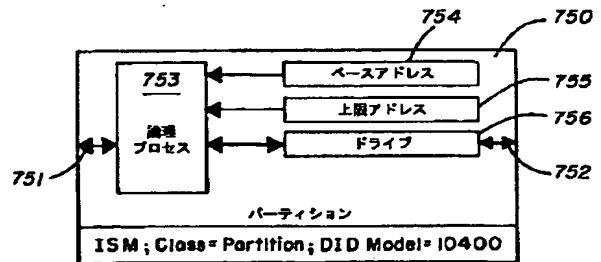 754
750
753
ベースアドレス
755
上限アドレス
756
論理
プロセス
ドライブ
751
752
パーティション
ISM; Class= Partition; DID Model= 10400